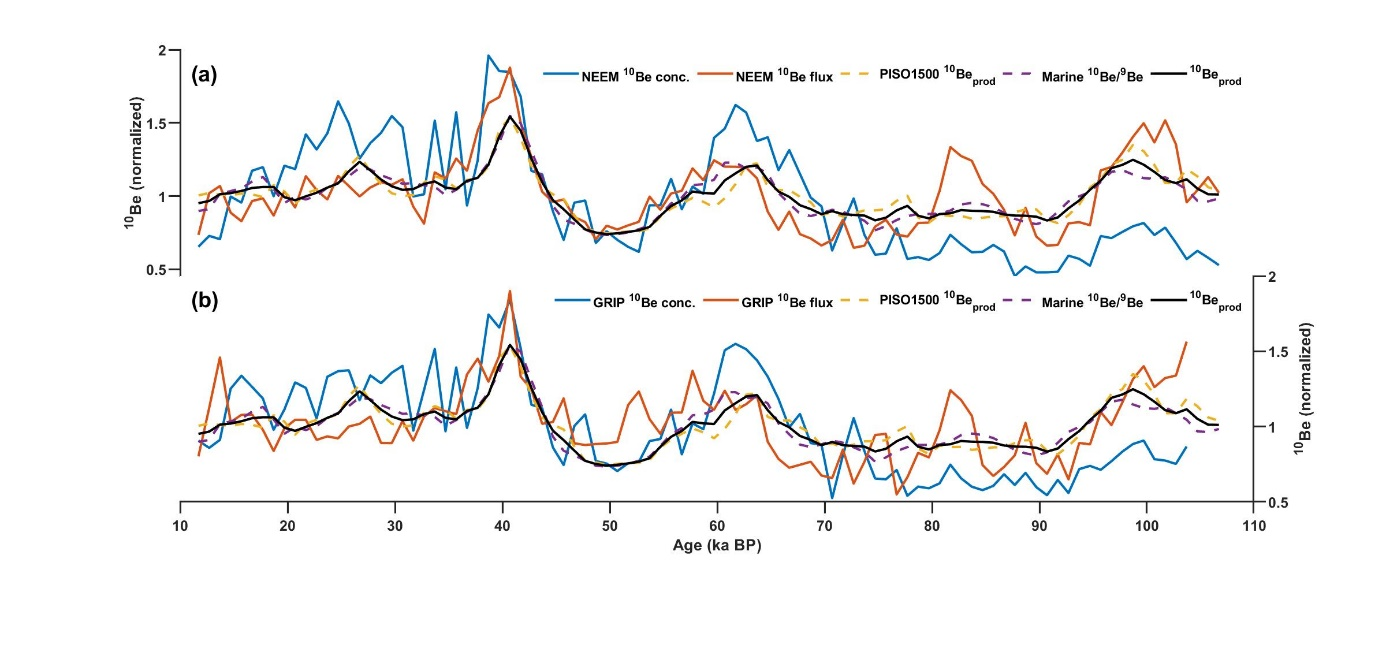 (a)
NEEM ¹⁰Be conc. NEEM ¹⁰Be flux PISO1500 ¹⁰Beprod Marine ¹⁰Be/⁹Be ¹⁰Beprod
2
1.5
1
0.5
¹⁰Be (normalized)
(b)
GRIP ¹⁰Be conc. GRIP ¹⁰Be flux PISO1500 ¹⁰Beprod Marine ¹⁰Be/⁹Be ¹⁰Beprod
2
1.5
1
0.5
¹⁰Be (normalized)
10 20 30 40 50 60 70 80 90 100 110
Age (ka BP)